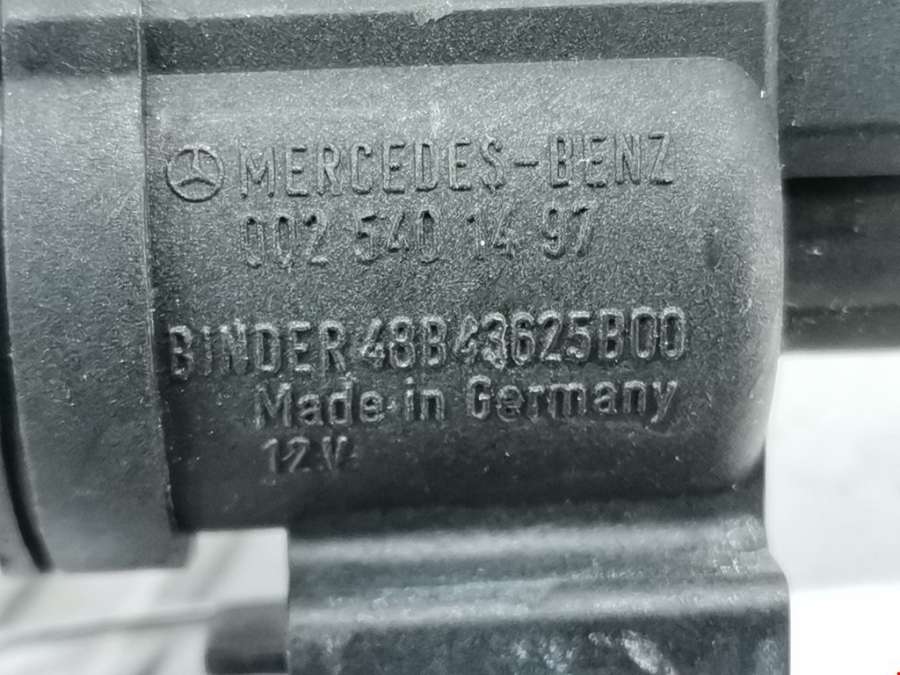 MERCEDES-BENZ
002 540 14 97
BINDER 48B43625B00
Made in Germany
12V